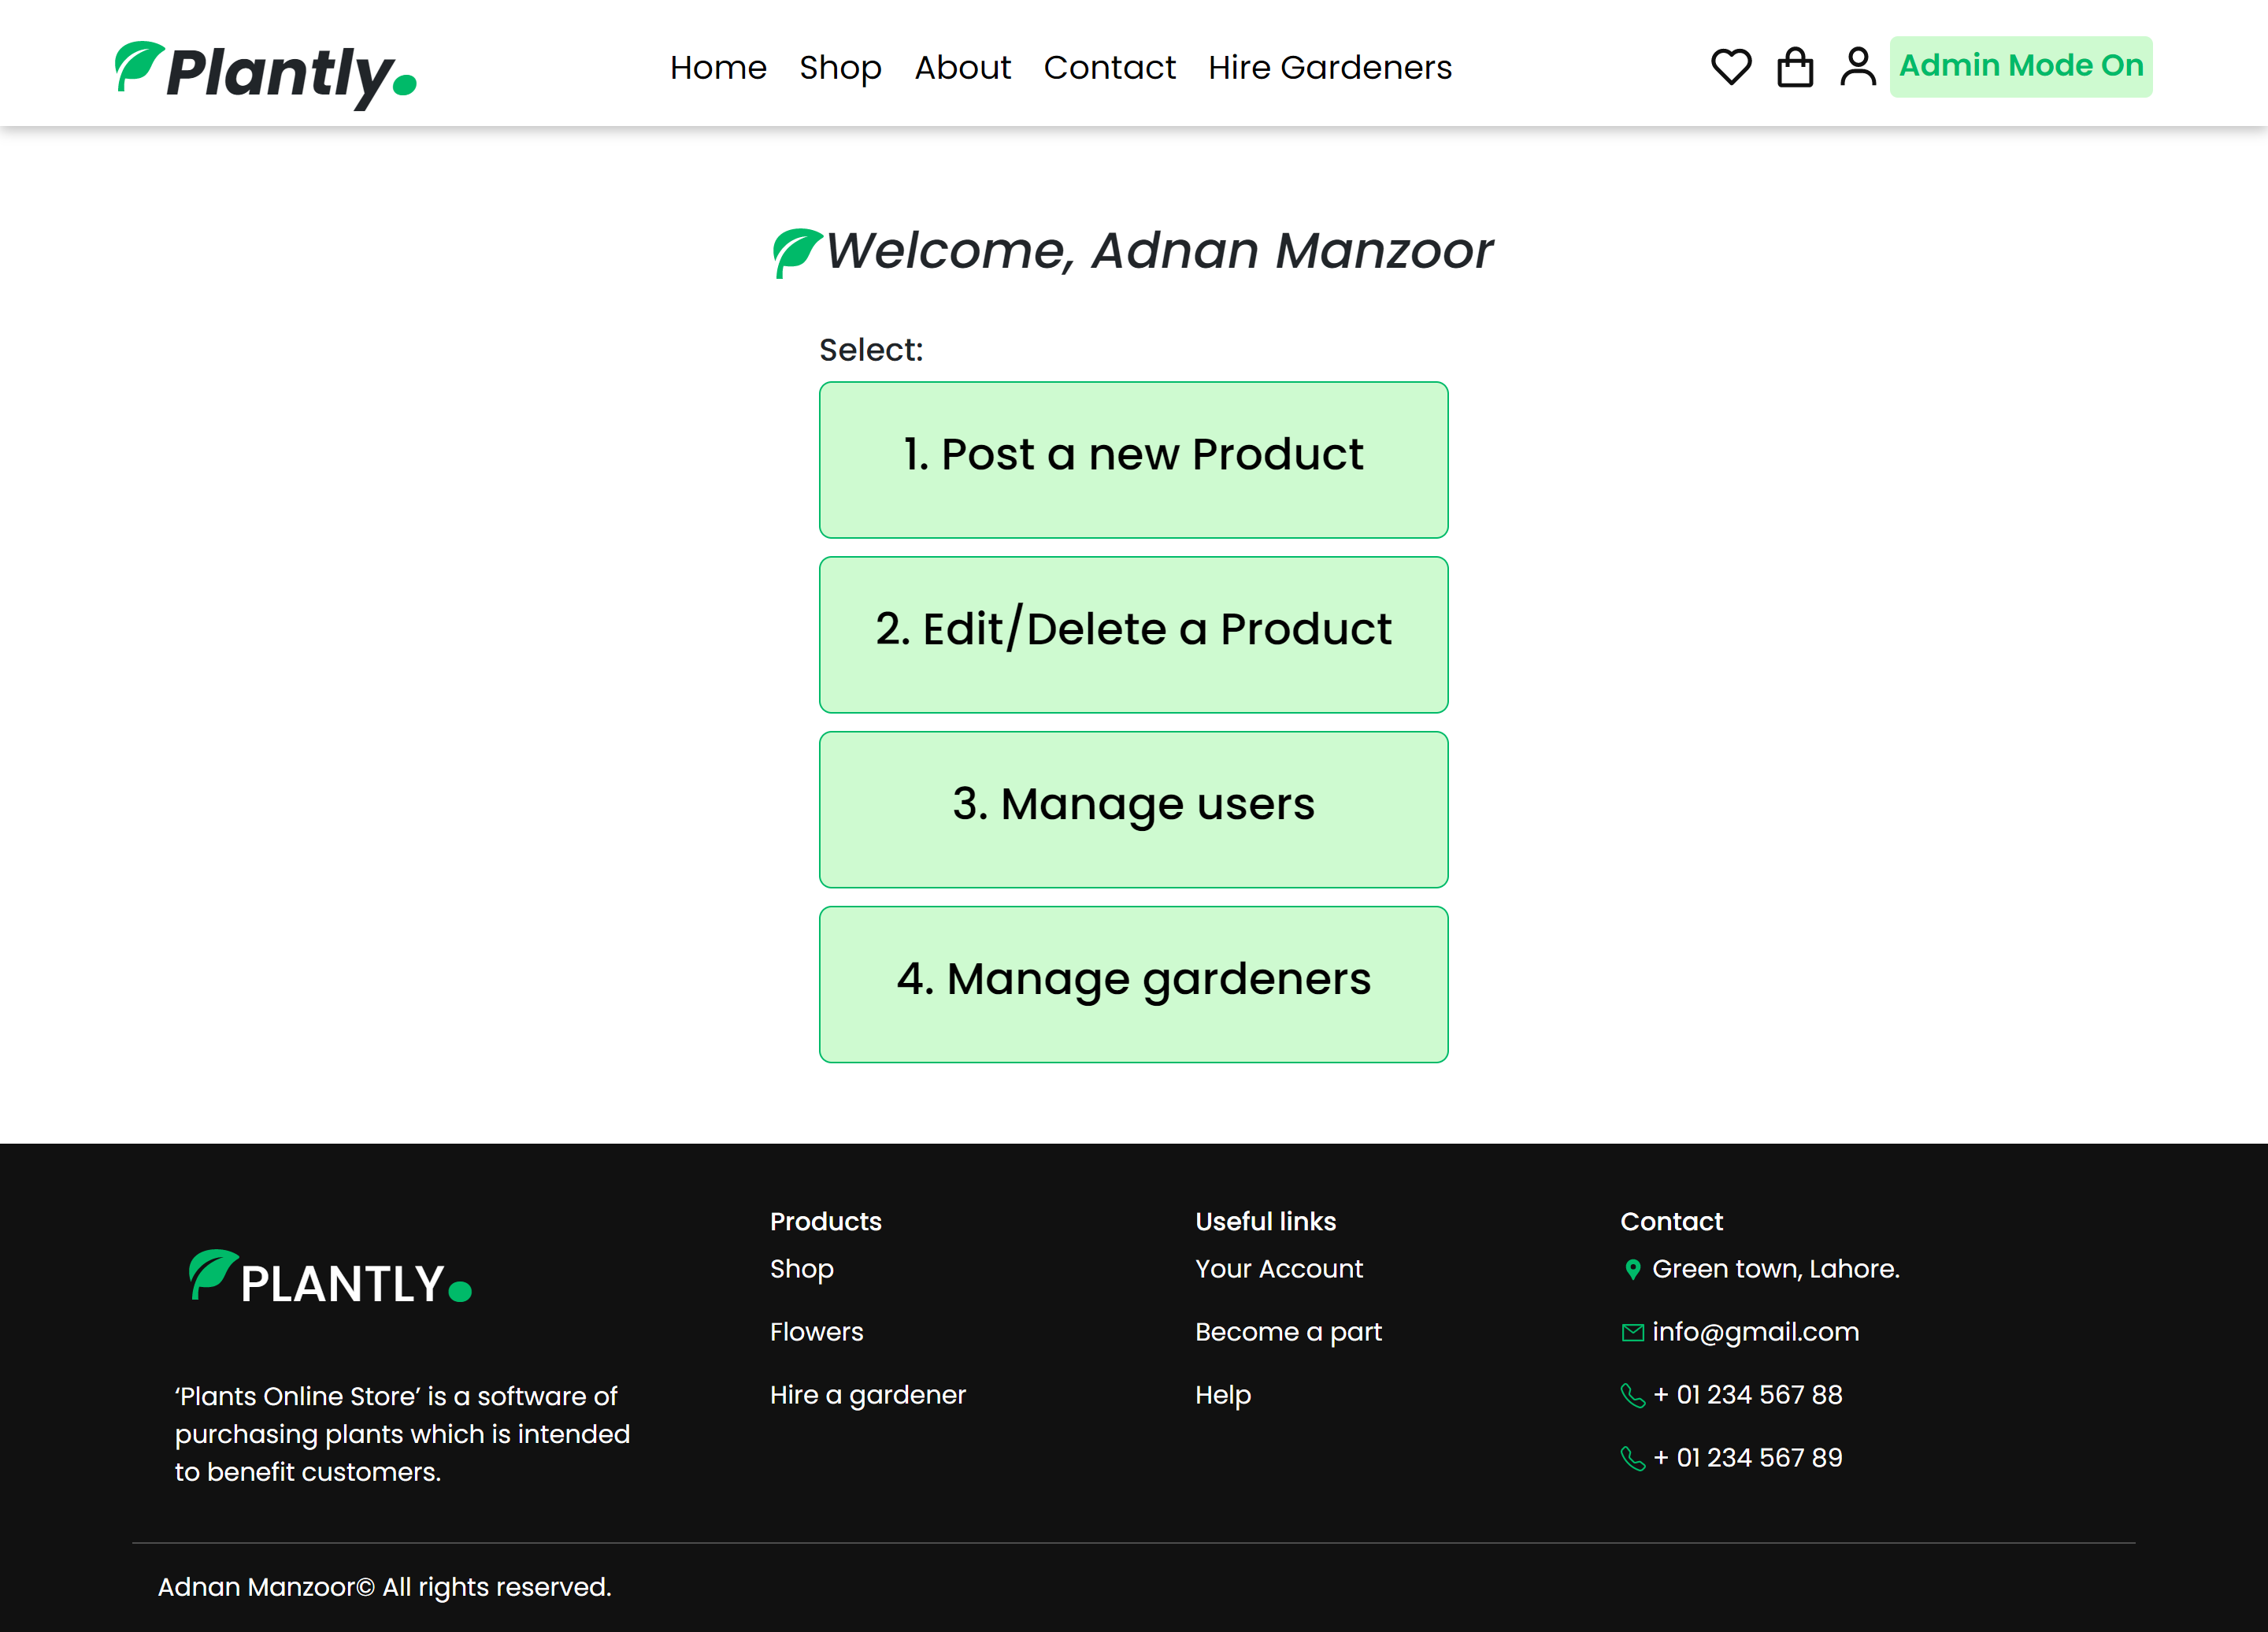 Plantly
Home Shop About Contact Hire Gardeners
Admin Mode On
Welcome, Adnan Manzoor
Select:
1. Post a new Product
2. Edit/Delete a Product
3. Manage users
4. Manage gardeners
PLANTLY
‘Plants Online Store’ is a software of
purchasing plants which is intended
to benefit customers.
Products
Shop
Flowers
Hire a gardener
Useful links
Your Account
Become a part
Help
Contact
Green town, Lahore.
info@gmail.com
+ 01 234 567 88
+ 01 234 567 89
Adnan Manzoor© All rights reserved.